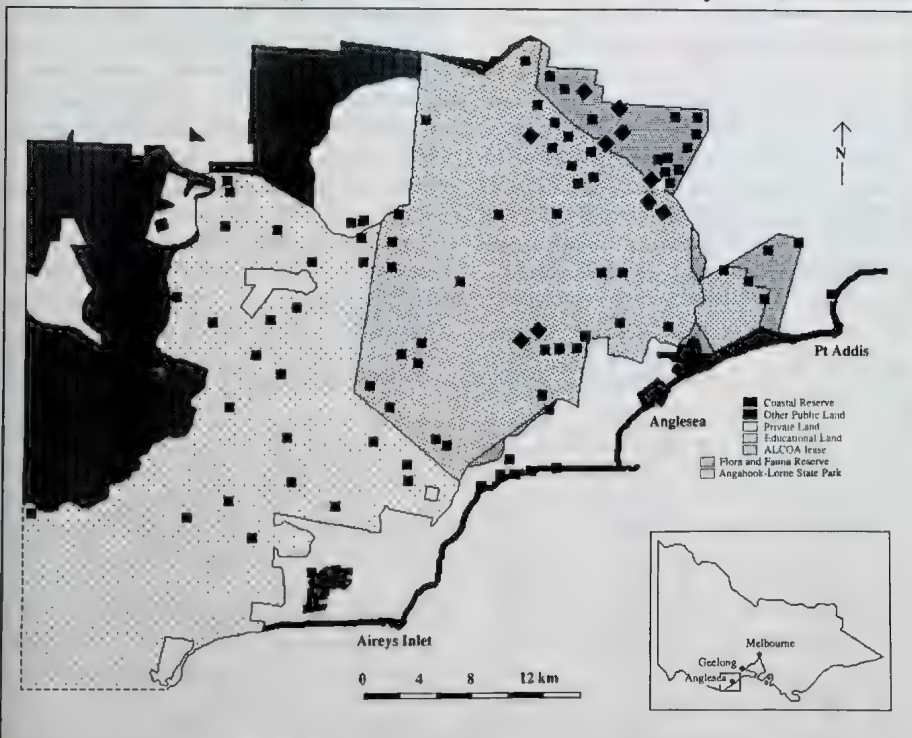 N
Pt Addis
Anglesea
Coastal Reserve
Other Public Land
Private Land
Educational Land
ALCOA lease
Flora and Fauna Reserve
Angahook-Lorne State Park
Aireys Inlet
0 4 8 12 km
Melbourne
Geelong
Anglesea